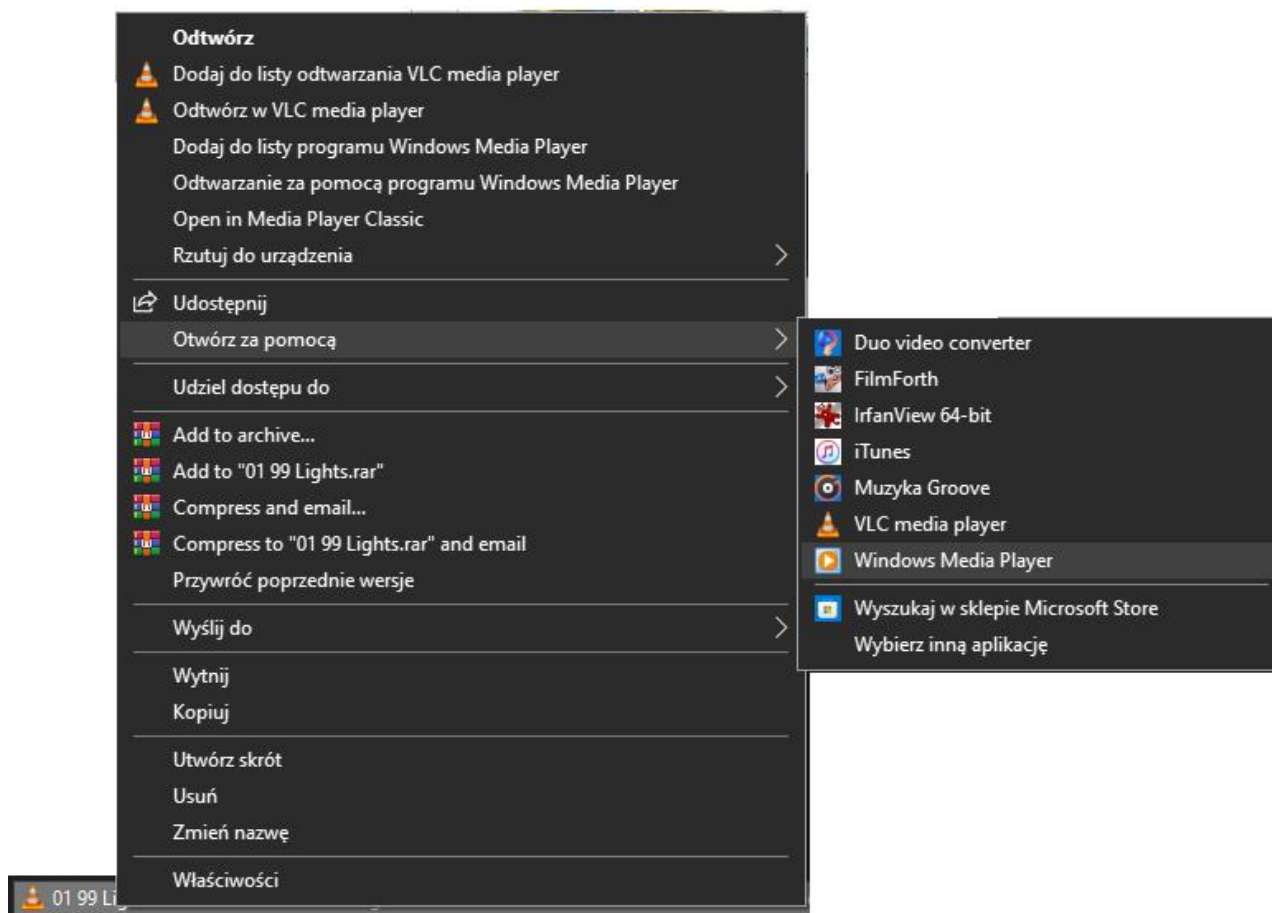 Odtwórz
Dodaj do listy odtwarzania VLC media player
Odtwórz w VLC media player
Dodaj do listy programu Windows Media Player
Odtwarzanie za pomocą programu Windows Media Player
Open in Media Player Classic
Rzutuj do urządzenia
Udostępnij
Otwórz za pomocą
Udziel dostępu do
Add to archive...
Add to "01 99 Lights.rar"
Compress and email...
Compress to "01 99 Lights.rar" and email
Przywróć poprzednie wersje
Wyślij do
Wytnij
Kopiuj
Utwórz skrót
Usuń
Zmień nazwę
Właściwości
Duo video converter
FilmForth
IrfanView 64-bit
iTunes
Muzyka Groove
VLC media player
Windows Media Player
Wyszukaj w sklepie Microsoft Store
Wybierz inną aplikację
01 99